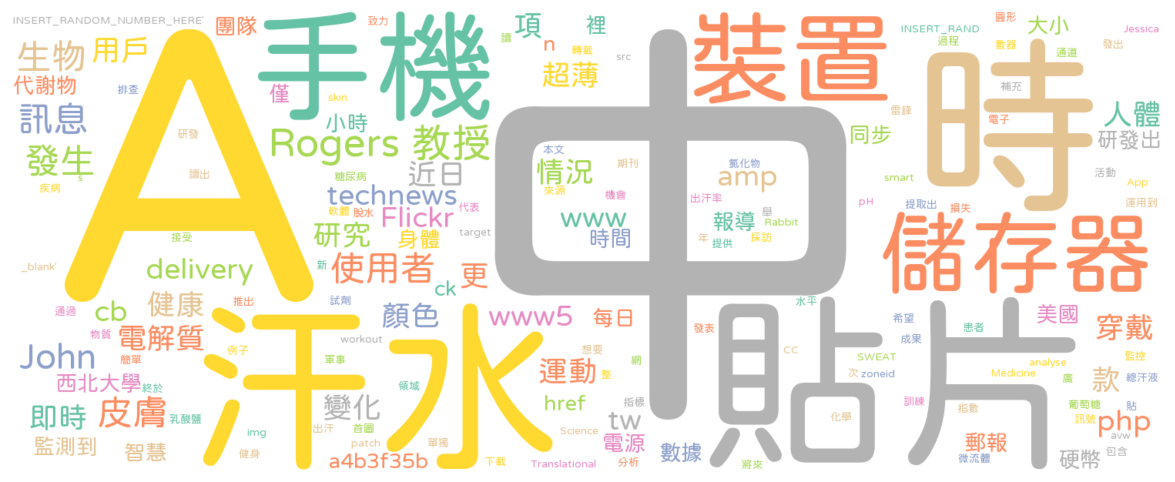 INSERT_RANDOM_NUMBER_HERE'
團隊
致力
手機
讀
項
裡
n
轉載
src
超薄
裝置
INSERT_RAND
圖形
大小
Jessica
過程
數器
通道
發出
生物
用戶
代謝物
排查
僅
skin
A
中
時
補充
雷鋒
電子
人體
訊息
小時
研發
Rogers
教授
本文
同步
研發出
發生
頭出
近日
情況
期刊
氰化物
amp
s
疾病
糖尿病
來源
smart
活動
App
technews
機會
出汗率
pH
提取出
損失
運用到
軟體
脫水
Flickr
代表
www
報導
舉
Rabbit
接受
研究
身體
target
時間
年
提供
採訪
儲存器
_blank'
delivery
新
使用者
更
ck
通過
cb
健康
推出
試劑
顏色
www5
每日
水平
希望
美國
物質
電解質
汗水
workout
發表
貼片
成果
患者
穿戴
John
簡單
例子
軍事
運動
想要
網
CC
SWEAT
analyse
監控
西北大學
終於
領域
整
次
zoneid
Medicine
款
總汗液
即時
皮膚
乳酸鹽
變化
href
指標
化學
訓練
指數
廣
葡萄糖
貼
首圖
tw
訊號
php
監測到
智慧
img
出汗
patch
單獨
Science
電源
郵報
avw
健身
a4b3f35b
下載
Translational
分析
數據
將來
微流體
硬幣
包含